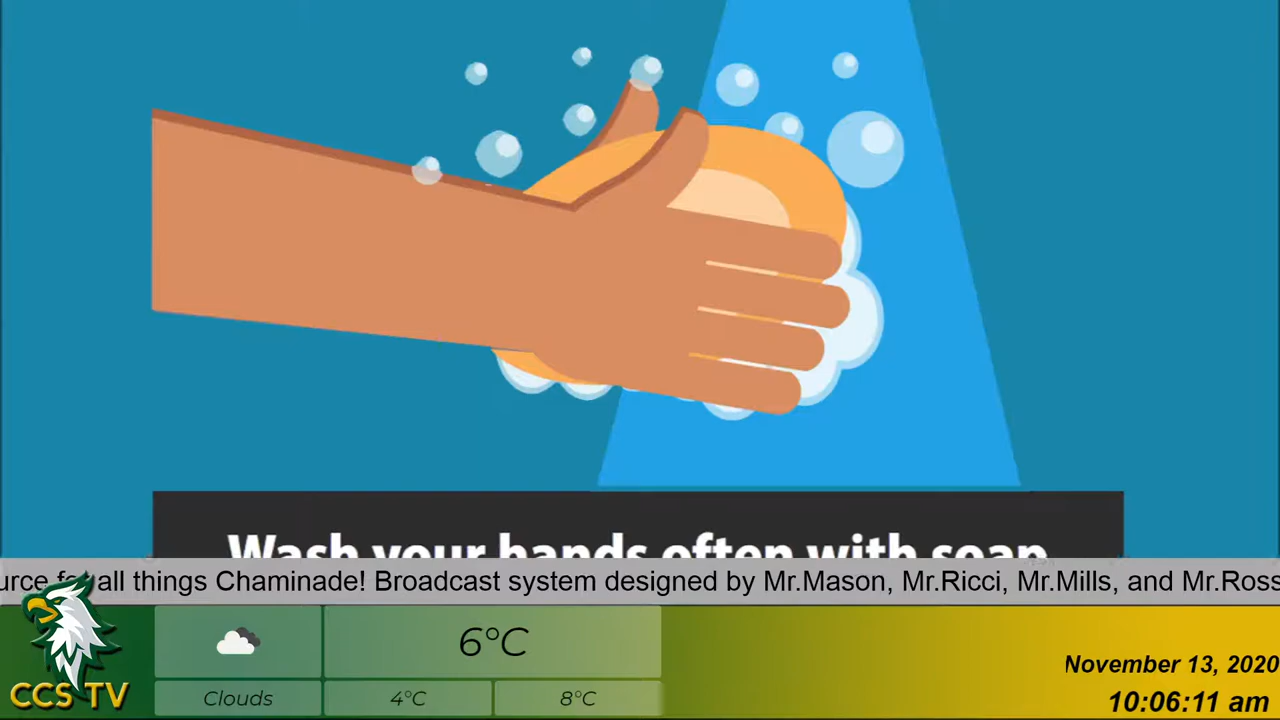 Wash your hands often with soap
urce for all things Chaminade! Broadcast system designed by Mr.Mason, Mr.Ricci, Mr.Mills, and Mr.Ross
6°C
November 13, 2020
CCS TV
Clouds
4°C
8°C
10:06:11 am